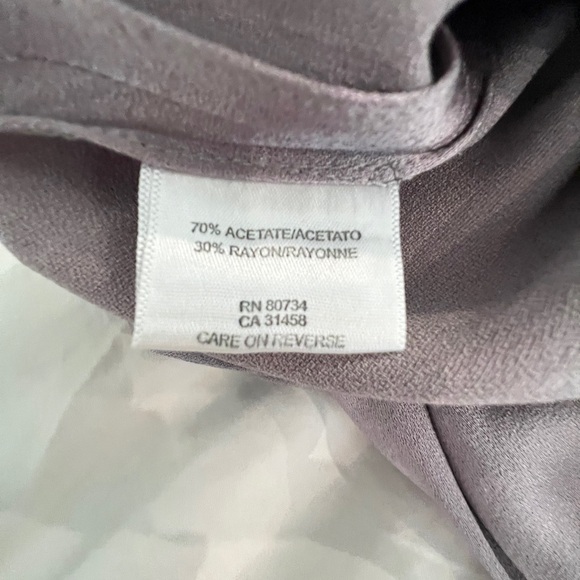 70% ACETATE/ACETATO
30% RAYON/RAYONNE
RN 80734
CA 31458
CARE ON REVERSE